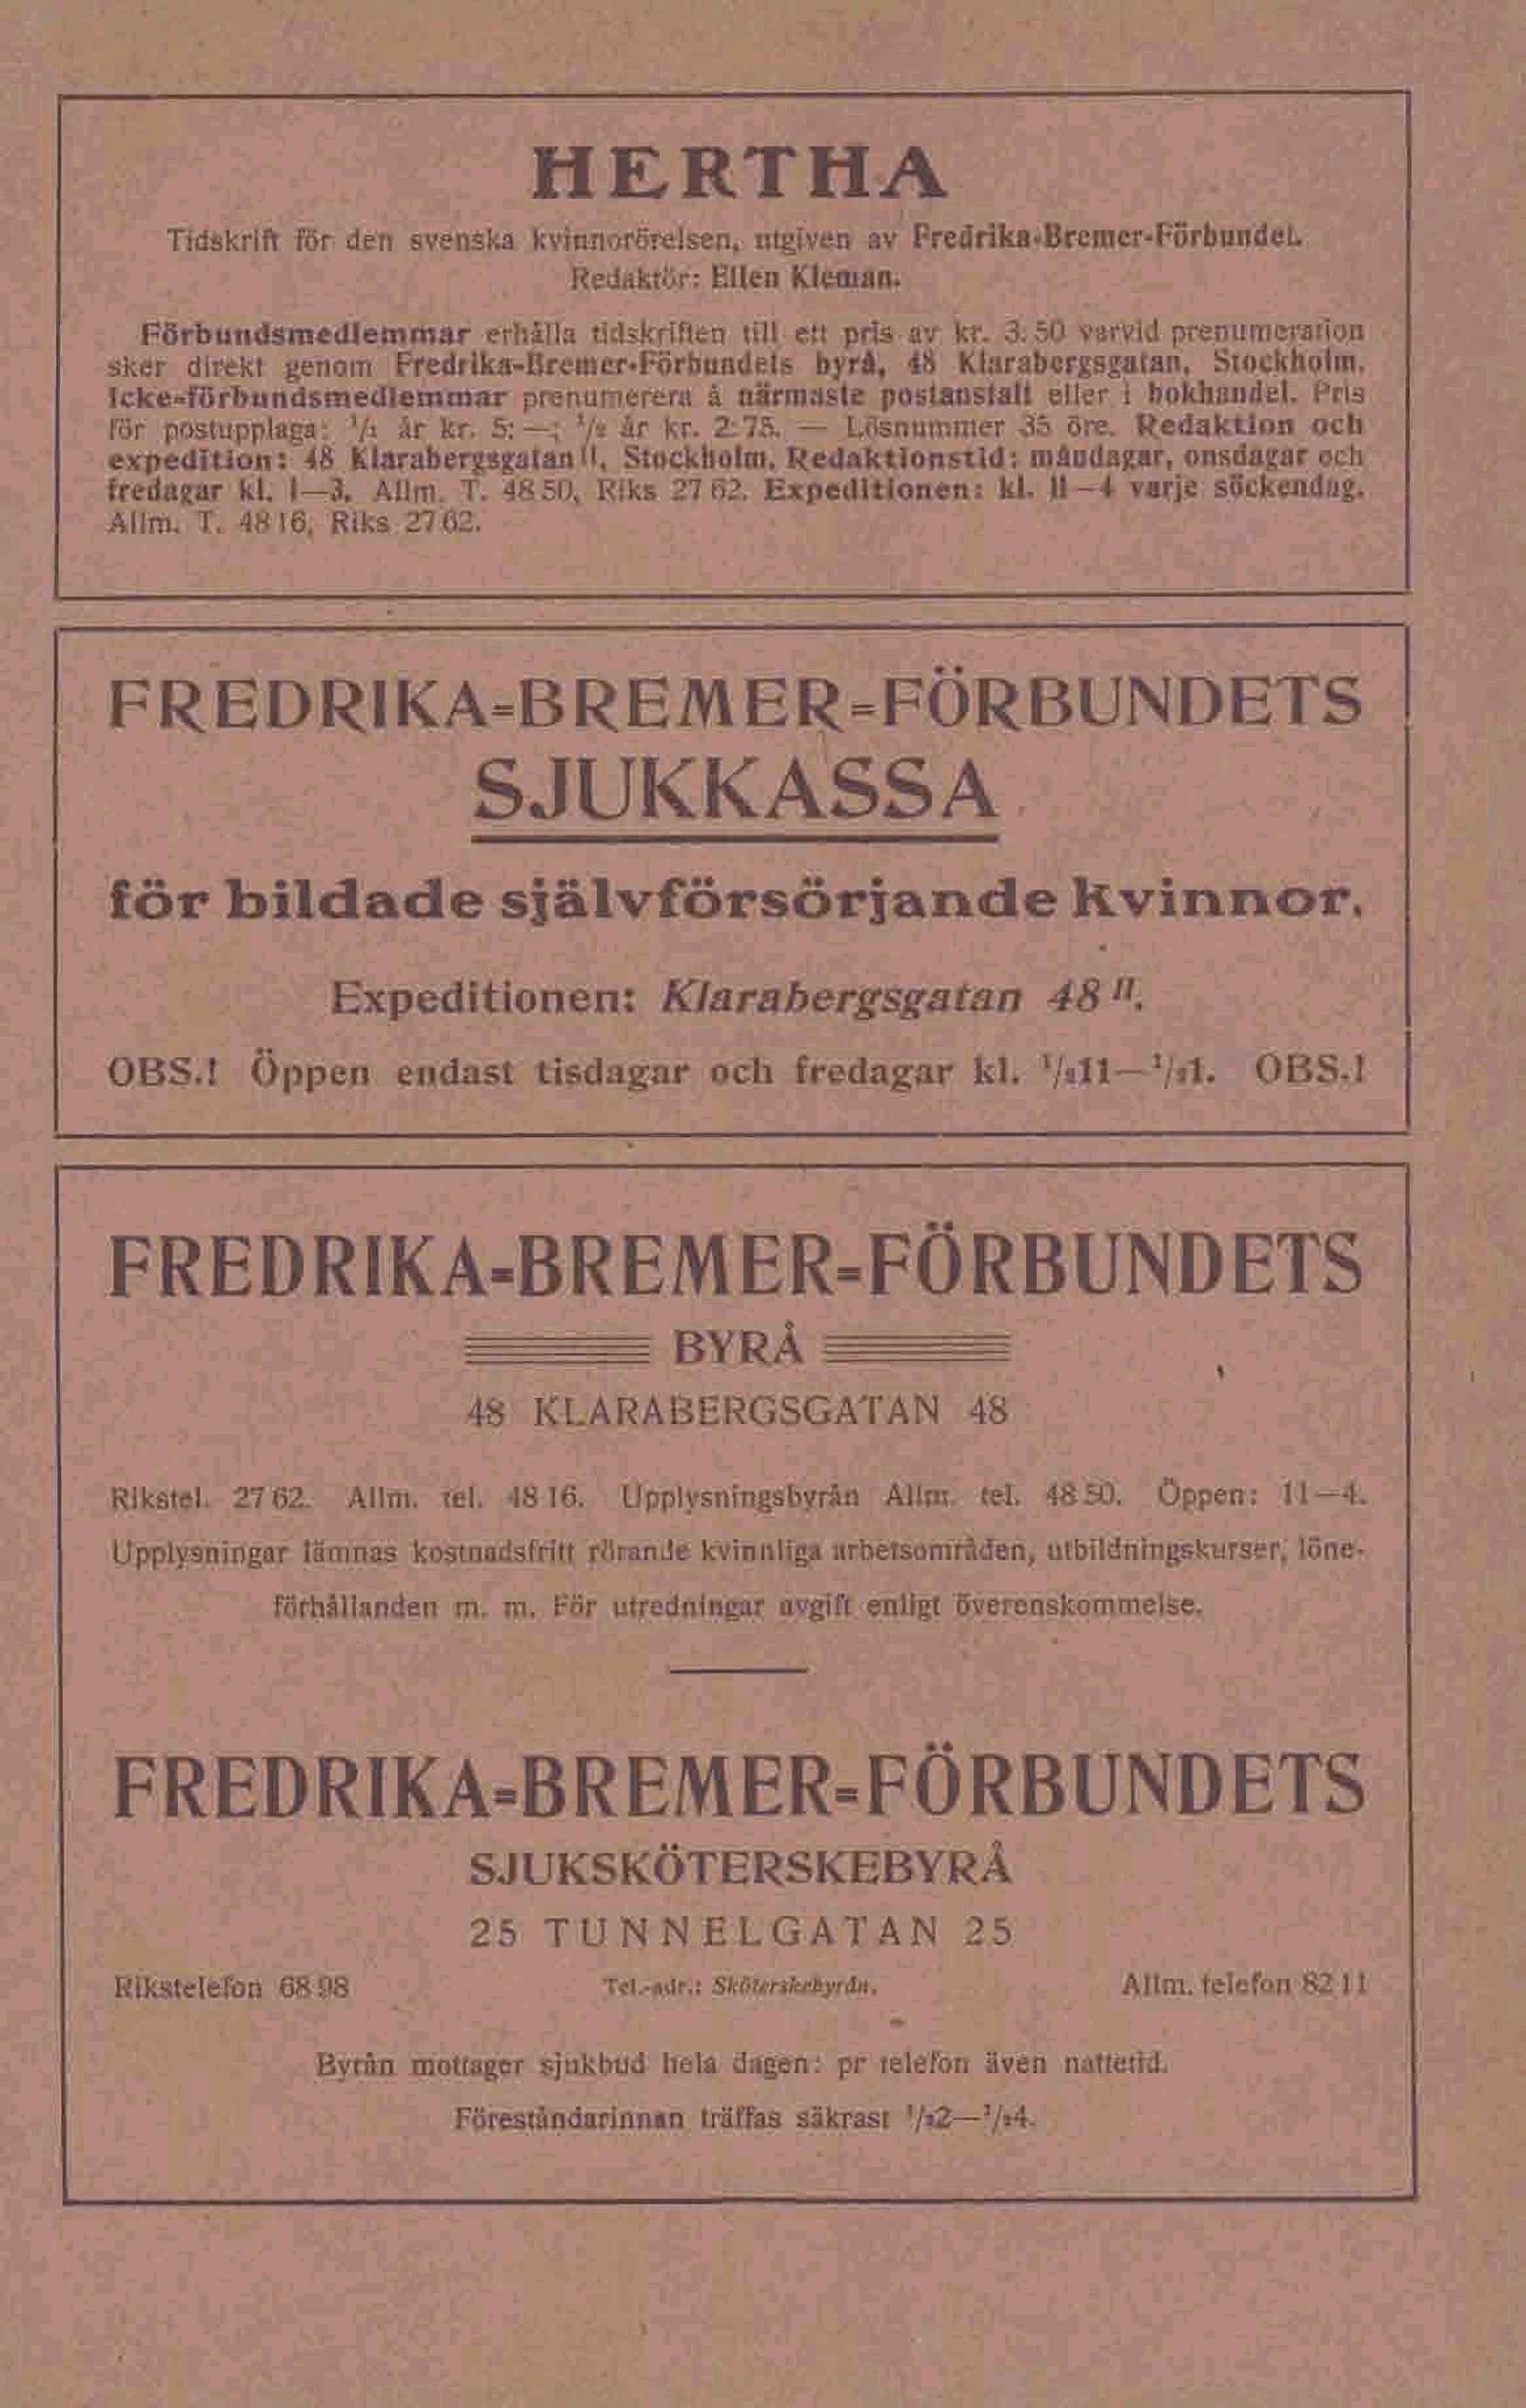 HERTHA
Tidskrift för den svenska kvinnorörelsen, utgiven av Fredrika-Bremer-Förbundet.
Redaktör: Ellen Kleman.
Förbundsmedlemmar erhålla tidskriften till ett pris av kr. 3:50 varvid prenumeration
sker direkt genom Fredrika-Bremer-Förbundets byrå, 48 Klarabergsgatan, Stockholm.
Icke-förbundsmedlemmar prenumerera å närmaste postanstalt eller i bokhandel. Pris
för postupplaga: 1/1 år kr. 5: —; 1/2 år kr. 2:75. — Lösnummer 35 öre. Redaktion och
expedition: 48 Klarabergsgatan II, Stockholm. Redaktionstid: måndagar, onsdagar och
fredagar kl. 1—3. Allm. T. 48 50, Riks 27 62. Expeditionen: kl. 11—4 varje söckendag.
Allm. T. 48 16, Riks 27 62.
FREDRIKA-BREMER-FÖRBUNDETS
SJUKKASSA
för bildade självförsörjande kvinnor.
Expeditionen: Klarabergsgatan 48 II.
OBS.! Öppen endast tisdagar och fredagar kl. 1/2 11—1/2 1. OBS.!
FREDRIKA-BREMER-FÖRBUNDETS
BYRÅ
48 KLARABERGSGATAN 48
Rikstel. 27 62. Allm. tel. 48 16. Upplysningsbyrån Allm. tel. 48 50. Öppen: 11—4.
Upplysningar lämnas kostnadsfritt rörande kvinnliga arbetsområden, utbildningskurser, löne-
förhållanden m. m. För utredningar avgift enligt överenskommelse.
FREDRIKA-BREMER-FÖRBUNDETS
SJUKSKÖTERSKEBYRÅ
25 TUNNELGATAN 25
Rikstelefon 68 98 Tel.-adr.: Sköterskebyrån. Allm. telefon 82 11
Byrån mottager sjukbud hela dagen: pr telefon även nattetid.
Föreståndarinnan träffas säkrast 1/2 2—1/2 4.